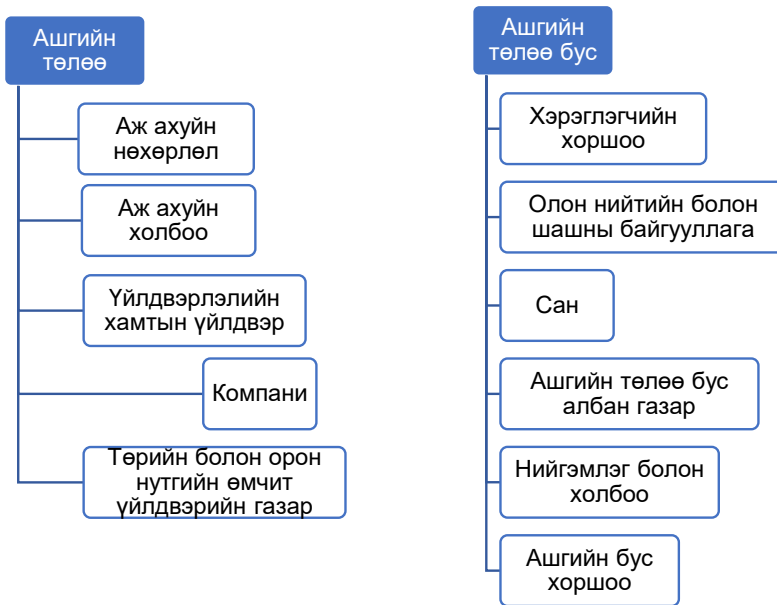 Ашгийн
төлөө
Аж ахуйн
нөхөрлөл
Аж ахуйн
холбоо
Үйлдвэрлэлийн
хамтын үйлдвэр
Компани
Төрийн болон орон
нутгийн өмчит
үйлдвэрийн газар
Ашгийн
төлөө бус
Хэрэглэгчийн
хоршоо
Олон нийтийн болон
шашны байгууллага
Сан
Ашгийн төлөө бус
албан газар
Нийгэмлэг болон
холбоо
Ашгийн бус
хоршоо